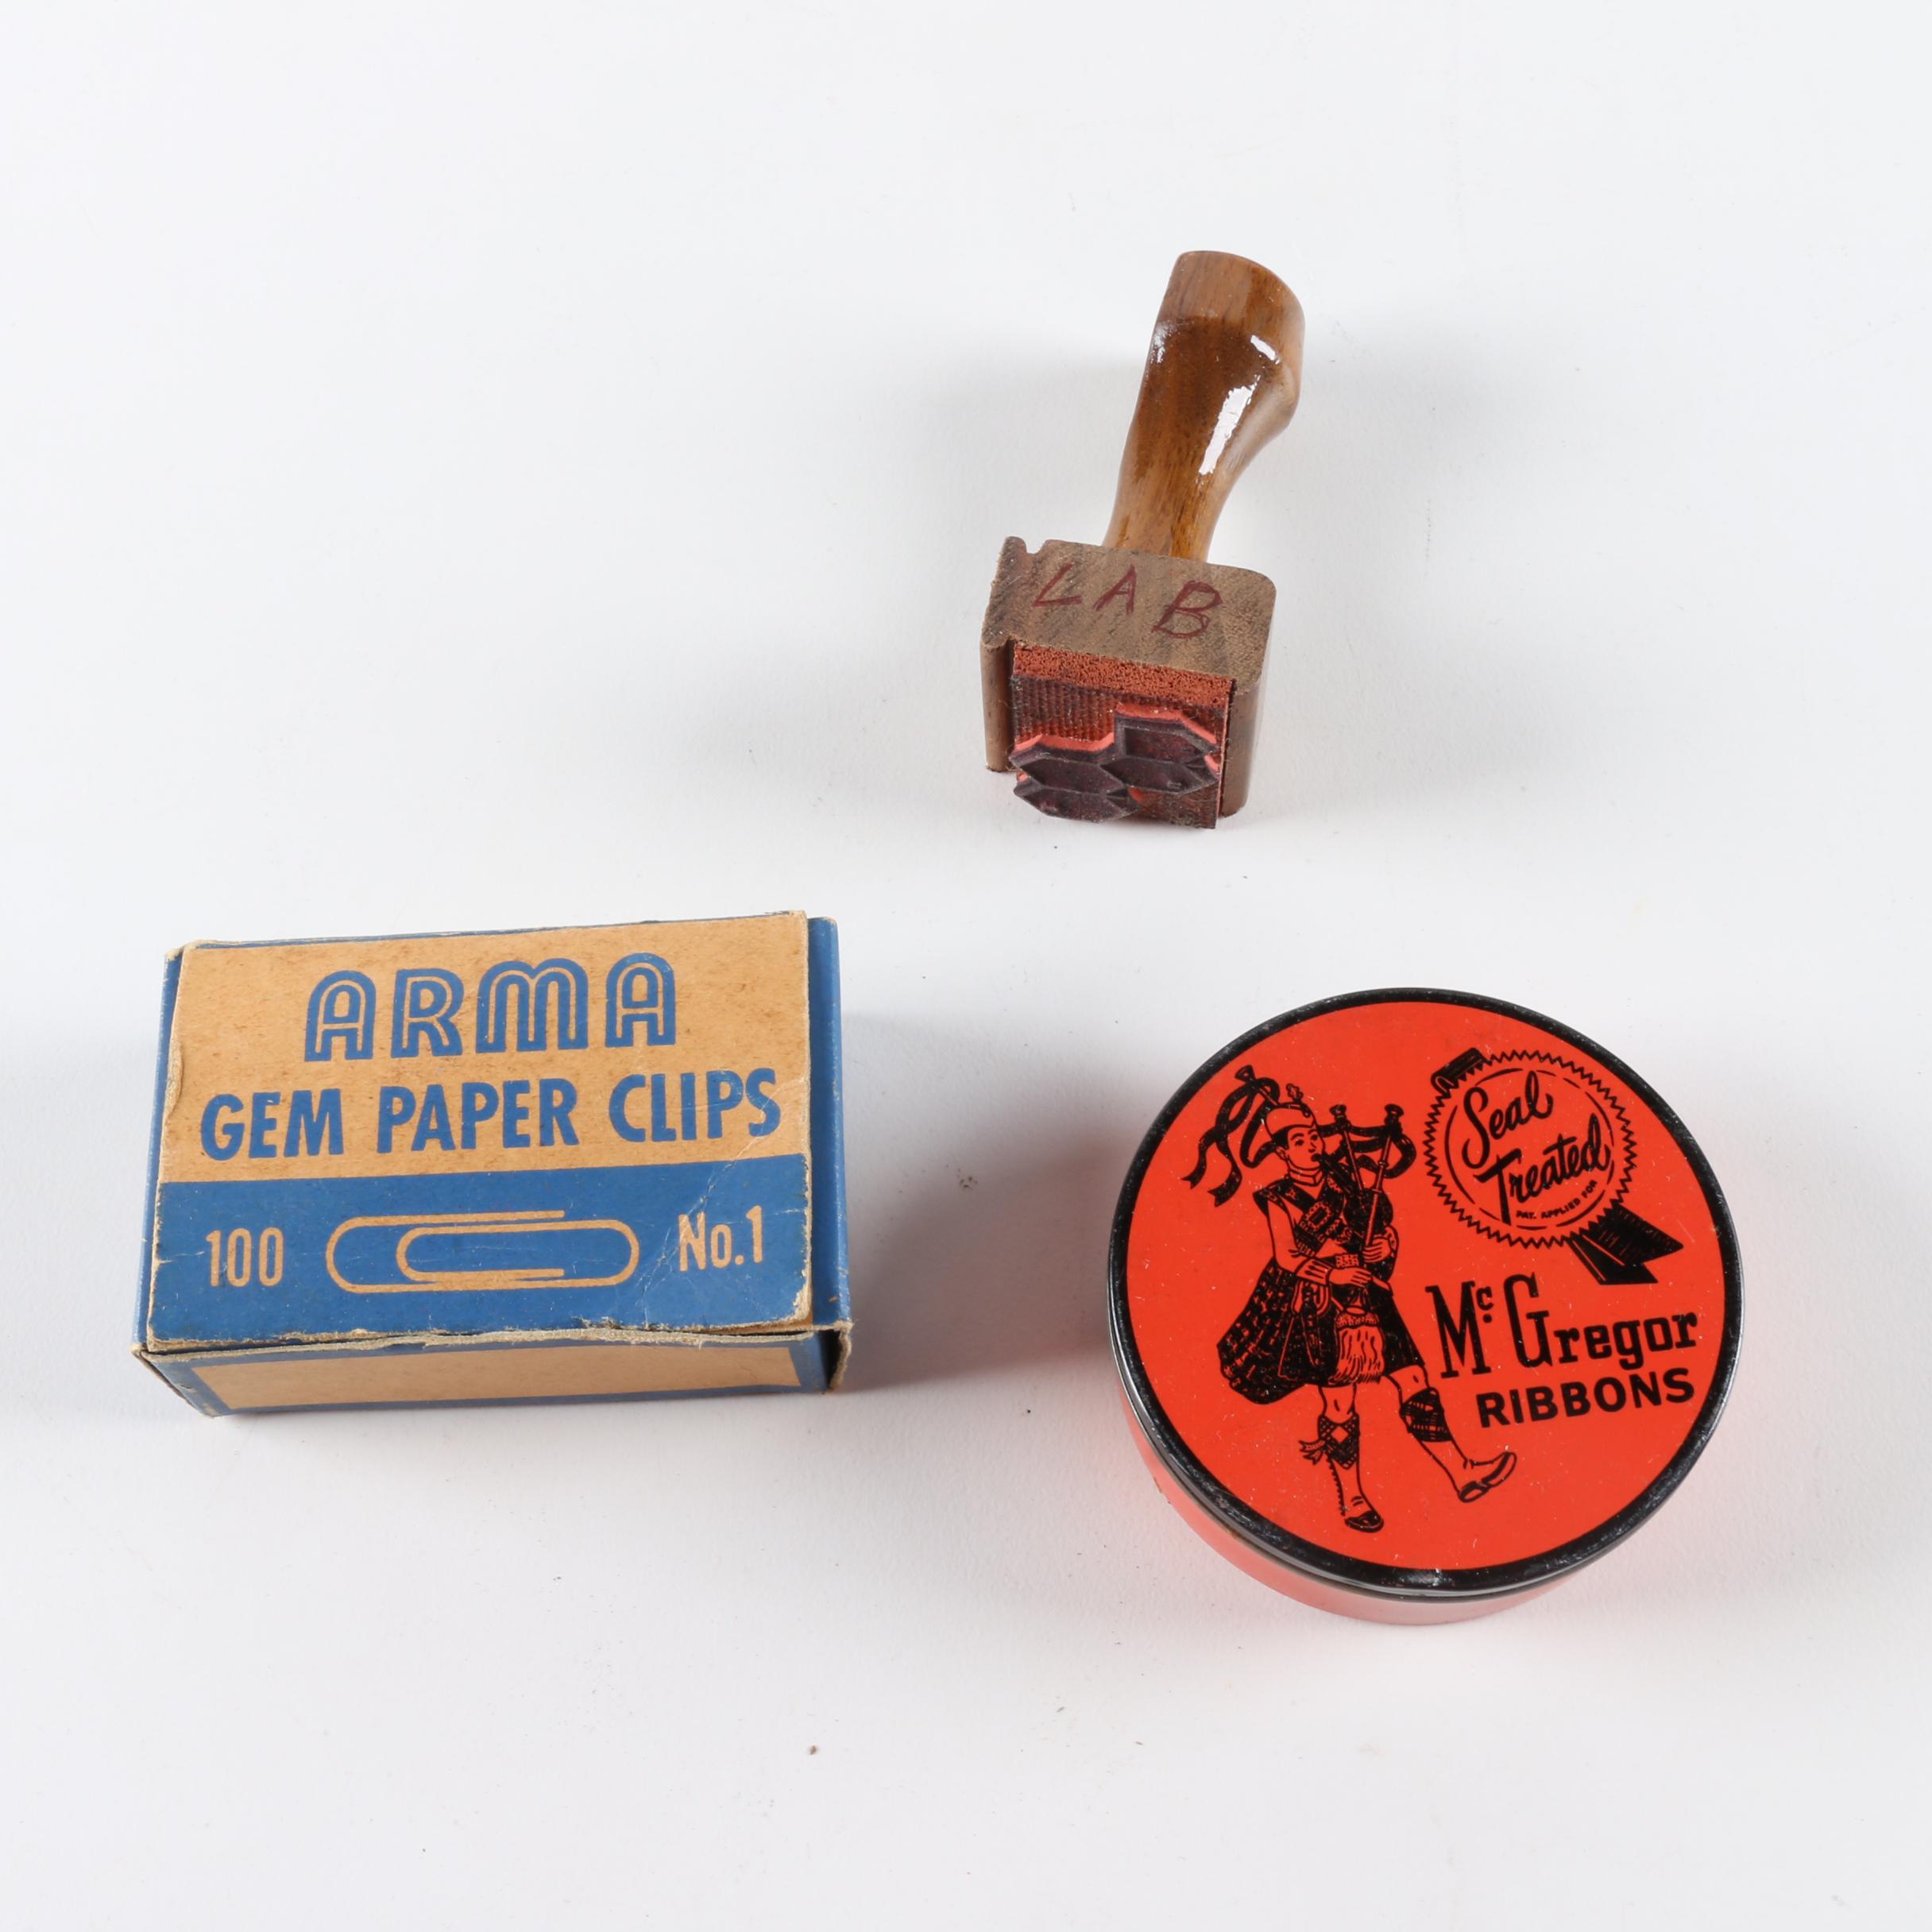 LAB
ARMA
GEM PAPER CLIPS
100 No.1
Seal
Treated
PAT. APPLIED FOR
McGregor
RIBBONS